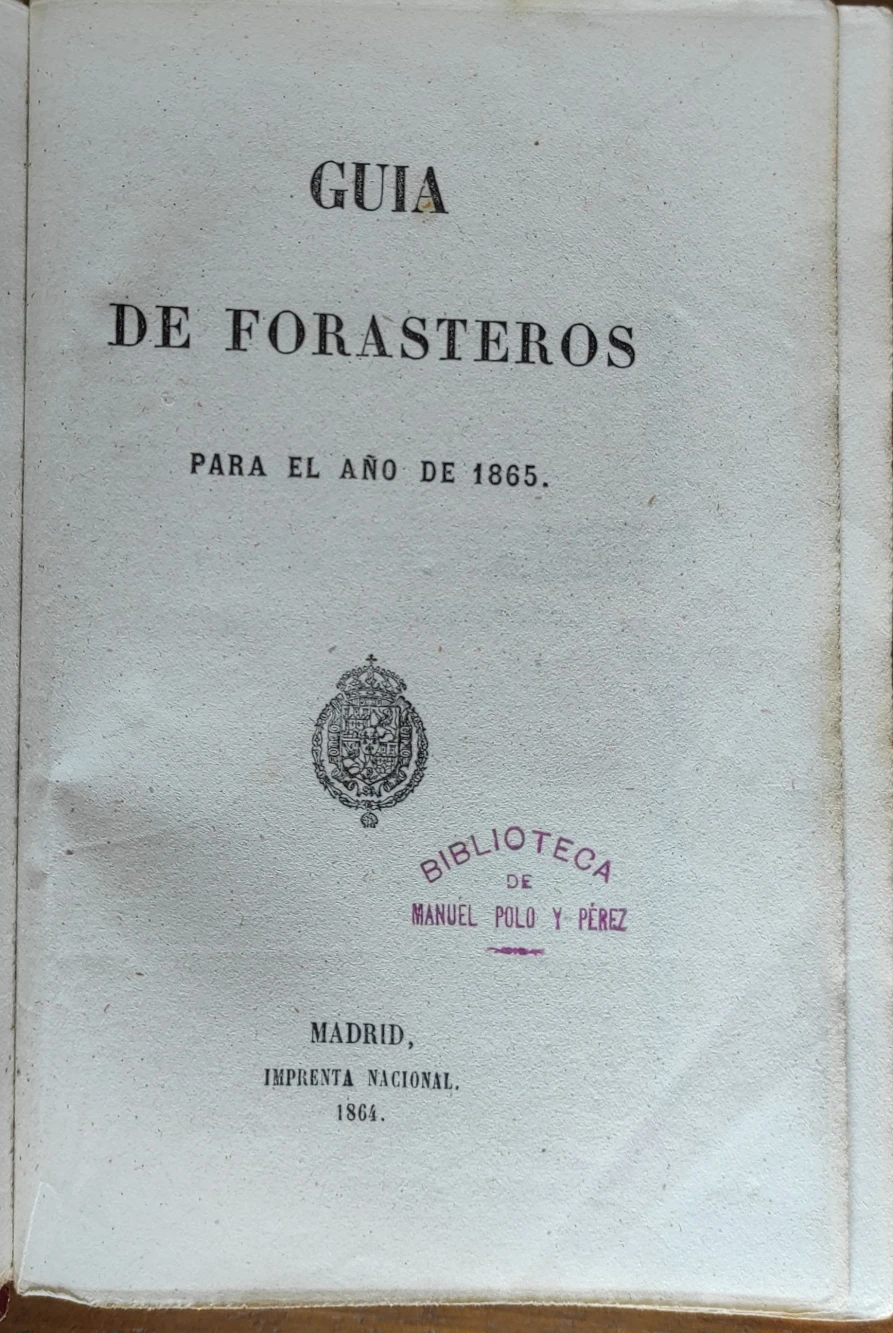 GUIA
DE FORASTEROS
PARA EL AÑO DE 1865.
BIBLIOTECA
DE
MANUEL POLO Y PÉREZ
MADRID,
IMPRENTA NACIONAL.
1864.